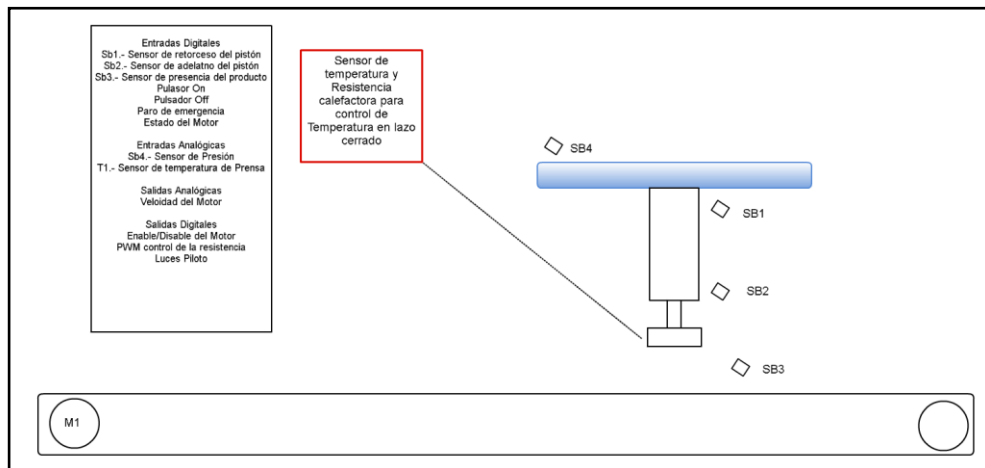 Entradas Digitales
Sb1.- Sensor de retorceso del pistón
Sb2.- Sensor de adelatno del pistón
Sb3.- Sensor de presencia del producto
Pulasor On
Pulsador Off
Paro de emergencia
Estado del Motor
Entradas Analógicas
Sb4.- Sensor de Presión
T1.- Sensor de temperatura de Prensa
Salidas Analógicas
Veloidad del Motor
Salidas Digitales
Enable/Disable del Motor
PWM control de la resistencia
Luces Piloto
Sensor de
temperatura y
Resistencia
calefactora para
control de
Temperatura en lazo
cerrado
SB4
SB1
SB2
SB3
M1